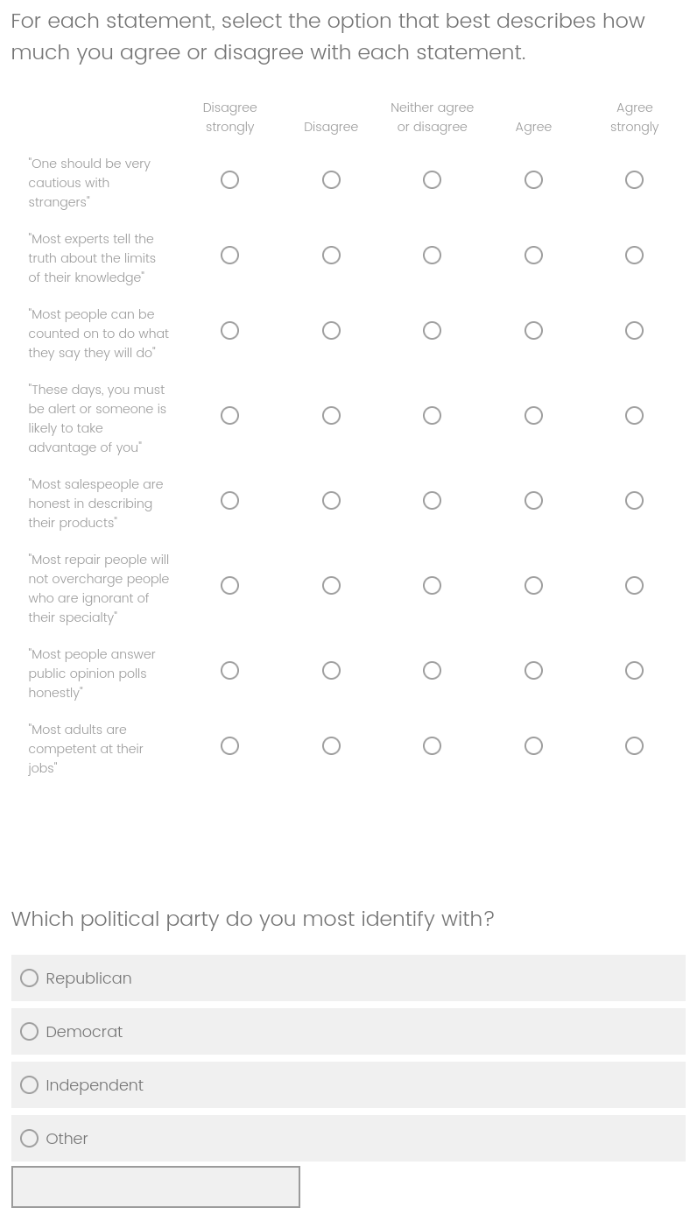 For each statement, select the option that best describes how
much you agree or disagree with each statement.
Disagree strongly
Disagree
Neither agree or disagree
Agree
Agree strongly
"One should be very
cautious with
strangers"
"Most experts tell the
truth about the limits
of their knowledge"
"Most people can be
counted on to do what
they say they will do"
"These days, you must
be alert or someone is
likely to take
advantage of you"
"Most salespeople are
honest in describing
their products"
"Most repair people will
not overcharge people
who are ignorant of
their specialty"
"Most people answer
public opinion polls
honestly"
"Most adults are
competent at their
jobs"
Which political party do you most identify with?
Republican
Democrat
Independent
Other